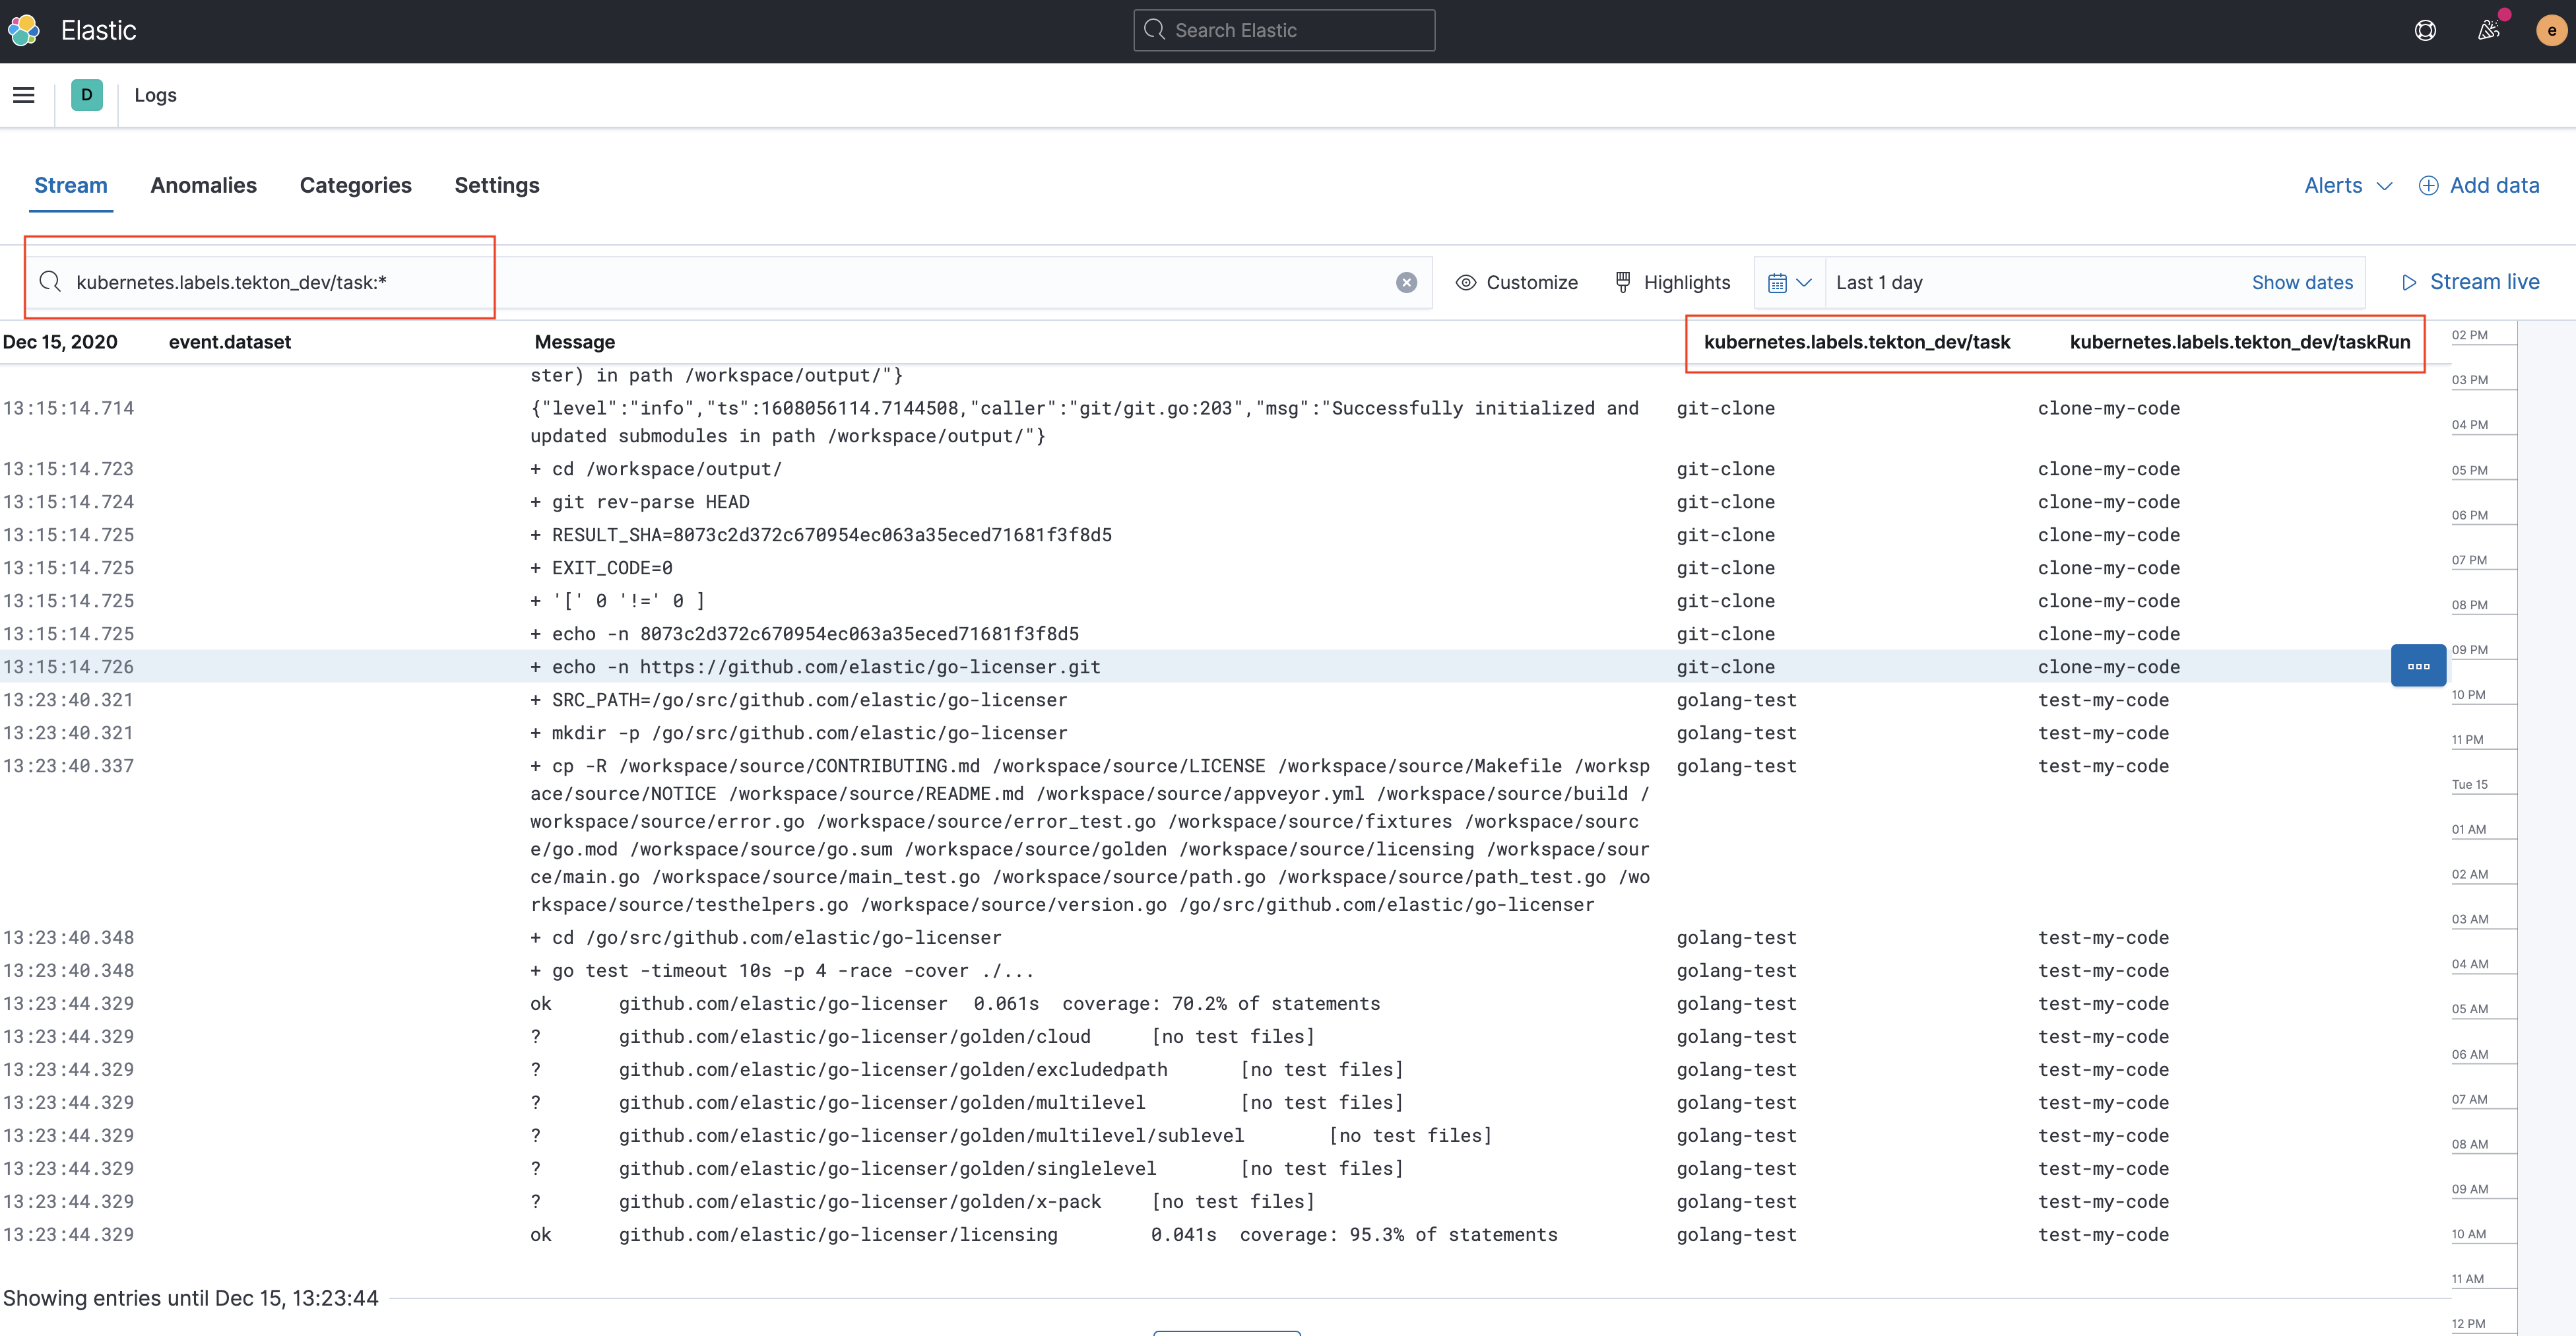 Elastic
Search Elastic
e
D
Logs
Stream Anomalies Categories Settings
Alerts Add data
kubernetes.labels.tekton_dev/task:*
Customize Highlights Last 1 day Show dates Stream live
Dec 15, 2020 event.dataset Message kubernetes.labels.tekton_dev/task kubernetes.labels.tekton_dev/taskRun
ster) in path /workspace/output/"}
13:15:14.714 {"level":"info","ts":1608056114.7144508,"caller":"git/git.go:203","msg":"Successfully initialized and git-clone clone-my-code
updated submodules in path /workspace/output/"}
13:15:14.723 + cd /workspace/output/ git-clone clone-my-code
13:15:14.724 + git rev-parse HEAD git-clone clone-my-code
13:15:14.725 + RESULT_SHA=8073c2d372c670954ec063a35eced71681f3f8d5 git-clone clone-my-code
13:15:14.725 + EXIT_CODE=0 git-clone clone-my-code
13:15:14.725 + '[' 0 '!=' 0 ] git-clone clone-my-code
13:15:14.725 + echo -n 8073c2d372c670954ec063a35eced71681f3f8d5 git-clone clone-my-code
13:15:14.726 + echo -n https://github.com/elastic/go-licenser.git git-clone clone-my-code
13:23:40.321 + SRC_PATH=/go/src/github.com/elastic/go-licenser golang-test test-my-code
13:23:40.321 + mkdir -p /go/src/github.com/elastic/go-licenser golang-test test-my-code
13:23:40.337 + cp -R /workspace/source/CONTRIBUTING.md /workspace/source/LICENSE /workspace/source/Makefile /worksp golang-test test-my-code
ace/source/NOTICE /workspace/source/README.md /workspace/source/appveyor.yml /workspace/source/build /
workspace/source/error.go /workspace/source/error_test.go /workspace/source/fixtures /workspace/sourc
e/go.mod /workspace/source/go.sum /workspace/source/golden /workspace/source/licensing /workspace/sour
ce/main.go /workspace/source/main_test.go /workspace/source/path.go /workspace/source/path_test.go /wo
rkspace/source/testhelpers.go /workspace/source/version.go /go/src/github.com/elastic/go-licenser
13:23:40.348 + cd /go/src/github.com/elastic/go-licenser golang-test test-my-code
13:23:40.348 + go test -timeout 10s -p 4 -race -cover ./... golang-test test-my-code
13:23:44.329 ok github.com/elastic/go-licenser 0.061s coverage: 70.2% of statements golang-test test-my-code
13:23:44.329 ? github.com/elastic/go-licenser/golden/cloud [no test files] golang-test test-my-code
13:23:44.329 ? github.com/elastic/go-licenser/golden/excludedpath [no test files] golang-test test-my-code
13:23:44.329 ? github.com/elastic/go-licenser/golden/multilevel [no test files] golang-test test-my-code
13:23:44.329 ? github.com/elastic/go-licenser/golden/multilevel/sublevel [no test files] golang-test test-my-code
13:23:44.329 ? github.com/elastic/go-licenser/golden/singlelevel [no test files] golang-test test-my-code
13:23:44.329 ? github.com/elastic/go-licenser/golden/x-pack [no test files] golang-test test-my-code
13:23:44.329 ok github.com/elastic/go-licenser/licensing 0.041s coverage: 95.3% of statements golang-test test-my-code
Showing entries until Dec 15, 13:23:44
02 PM
03 PM
04 PM
05 PM
06 PM
07 PM
08 PM
09 PM
10 PM
11 PM
Tue 15
01 AM
02 AM
03 AM
04 AM
05 AM
06 AM
07 AM
08 AM
09 AM
10 AM
11 AM
12 PM